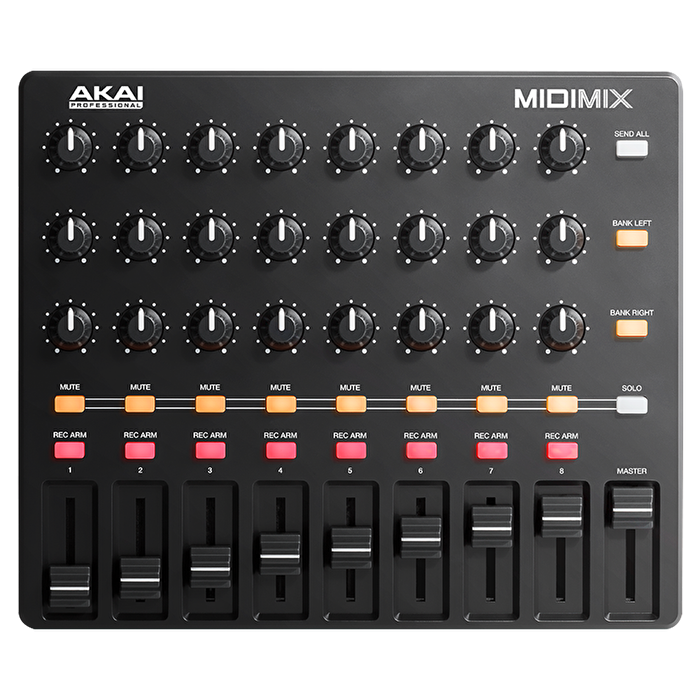 AKAI
PROFESSIONAL
MIDIMIX
SEND ALL
BANK LEFT
BANK RIGHT
MUTE MUTE MUTE MUTE MUTE MUTE MUTE MUTE SOLO
REC ARM REC ARM REC ARM REC ARM REC ARM REC ARM REC ARM REC ARM
1 2 3 4 5 6 7 8 MASTER